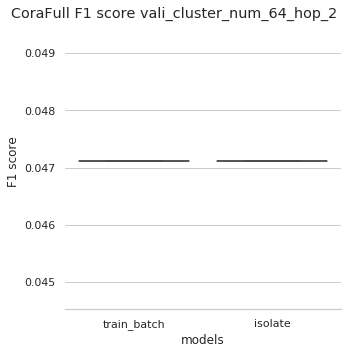 CoraFull F1 score vali_cluster_num_64_hop_2
0.049
0.048
0.047
0.046
0.045
F1 score
train_batch
isolate
models